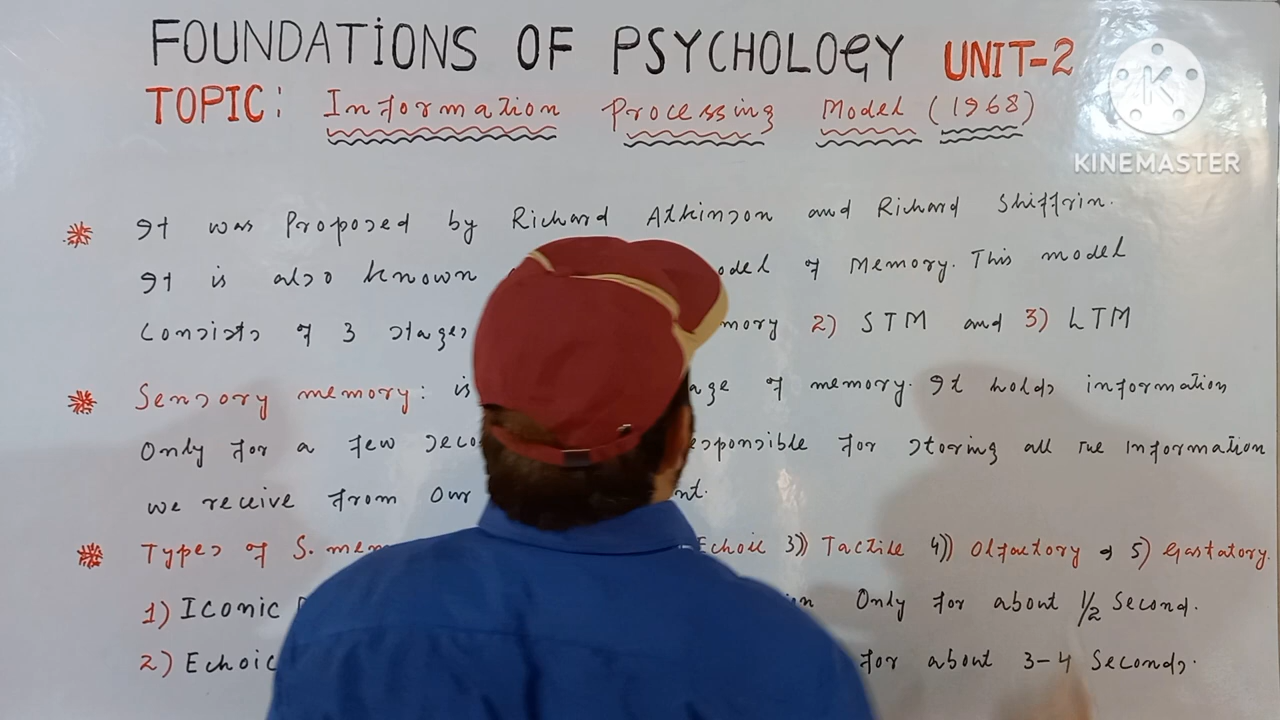 FOUNDATIONS OF PSYCHOLOGY UNIT-2
TOPIC: Information Processing Model (1968)
KINEMASTER
It was Proposed by Richard Atkinson and Richard Shiffrin.
It is also known odel of Memory. This model
Consists of 3 stages mory 2) STM and 3) LTM
Sensory memory: is age of memory. It holds information
Only for a few seco esponsible for storing all the Information
we receive from our nt.
Types of S. mem Echoic 3)) Tactile 4)) Olfactory & 5) Gastatory.
1) Iconic Only for about 1/2 Second.
2) Echoic for about 3-4 Seconds.